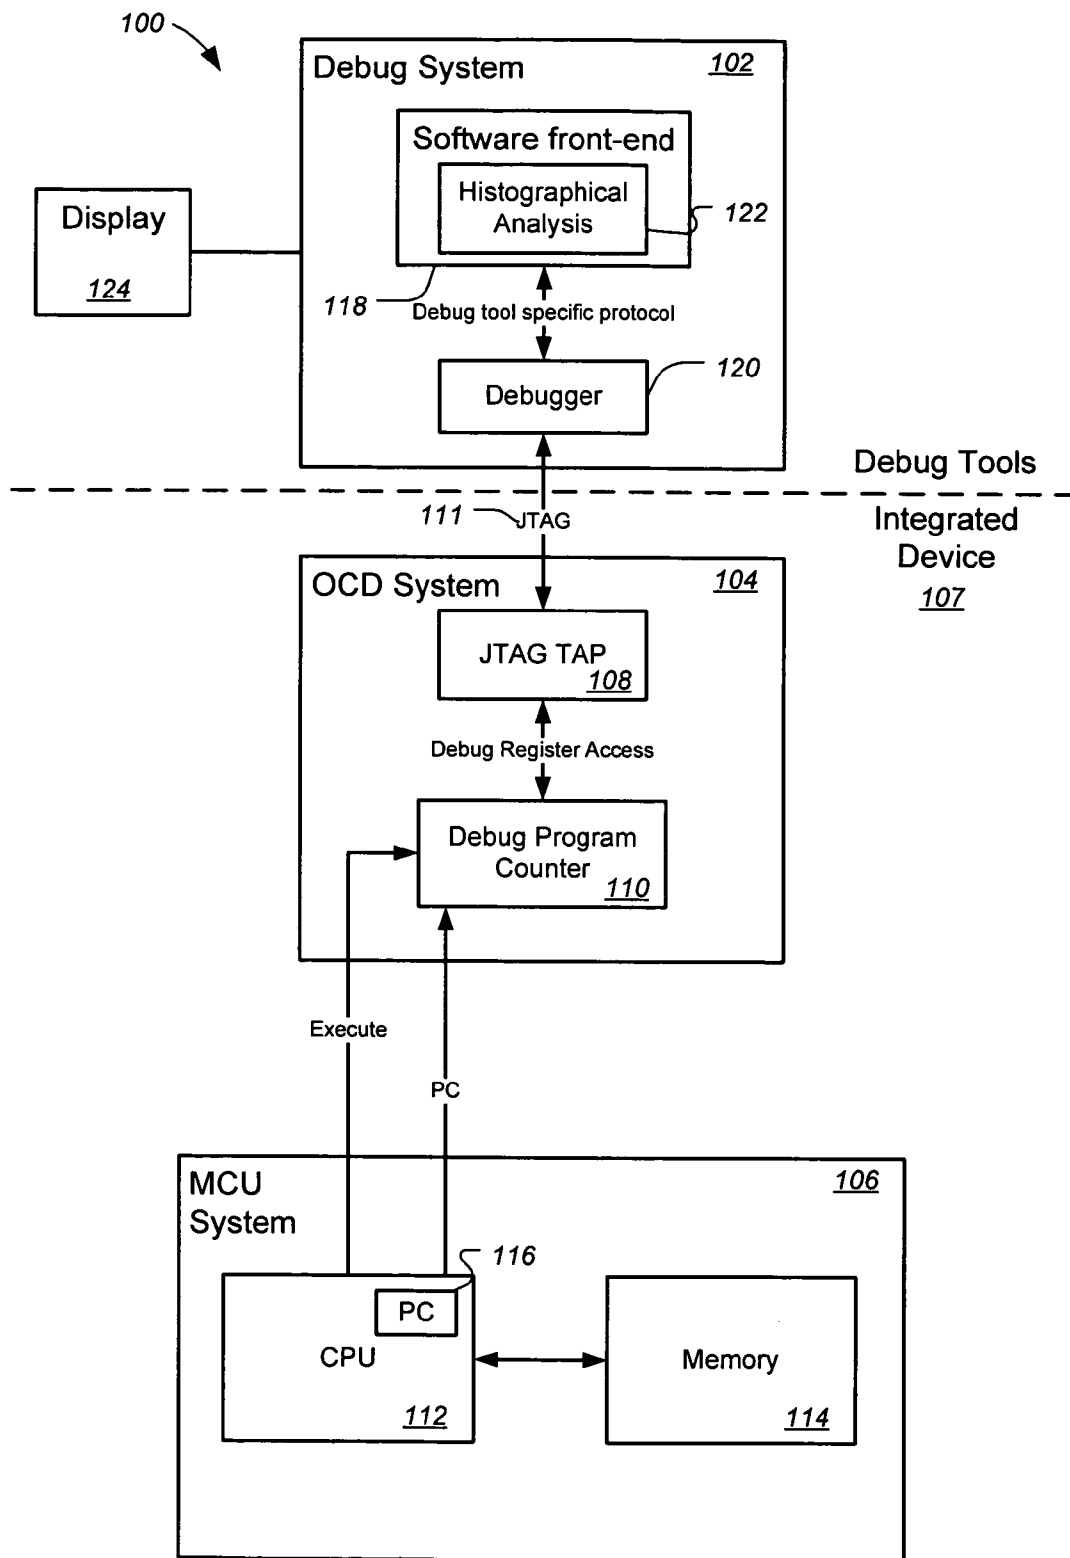 100
Debug System
102
Software front-end
Histographical
Analysis
122
Display
124
118
Debug tool specific protocol
Debugger
120
Debug Tools
111
JTAG
Integrated
Device
107
OCD System
104
JTAG TAP
108
Debug Register Access
Debug Program
Counter
110
Execute
PC
MCU
System
106
116
PC
CPU
112
Memory
114